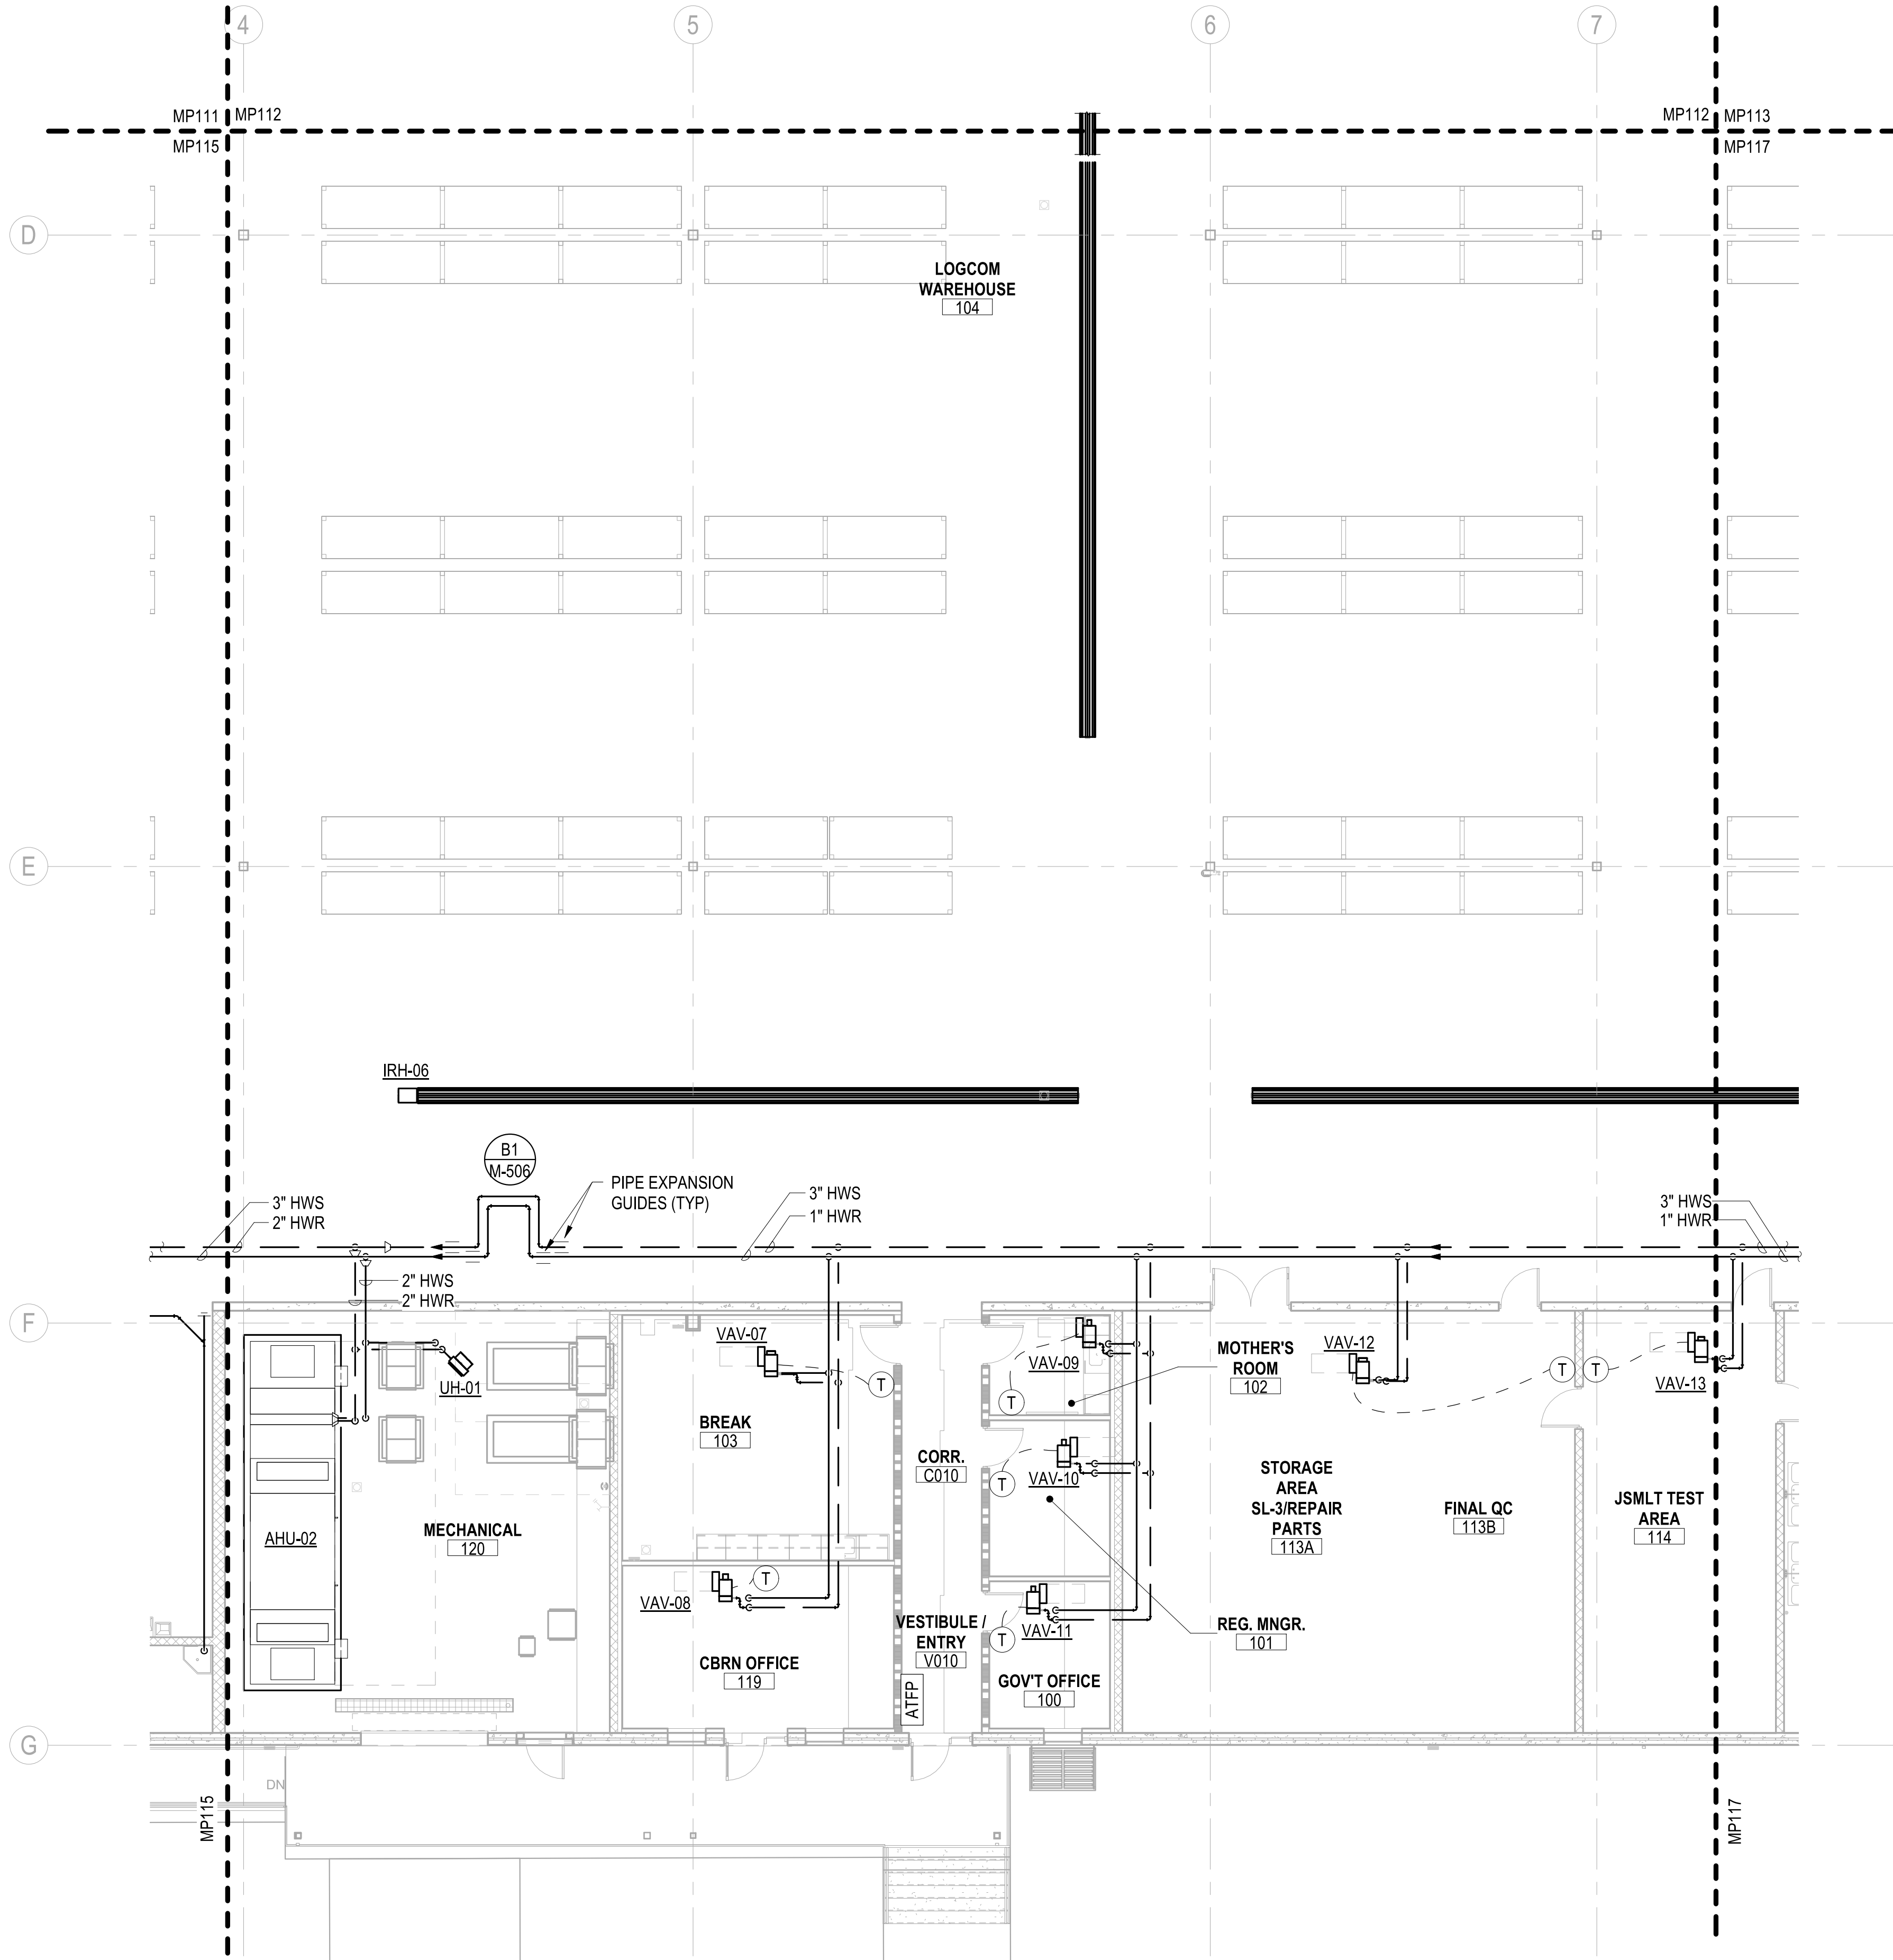 4
5
6
7
MP111
MP112
MP112
MP113
MP115
MP117
D
LOGCOM
WAREHOUSE
104
E
IRH-06
B1
M-506
PIPE EXPANSION
GUIDES (TYP)
3" HWS
2" HWR
3" HWS
1" HWR
3" HWS
1" HWR
2" HWS
2" HWR
F
VAV-07
VAV-09
MOTHER'S
ROOM
102
VAV-12
T
T
VAV-13
UH-01
T
T
BREAK
103
CORR.
C010
VAV-10
T
STORAGE
AREA
SL-3/REPAIR
PARTS
113A
FINAL QC
113B
JSMLT TEST
AREA
114
AHU-02
MECHANICAL
120
T
VAV-08
VESTIBULE /
ENTRY
V010
T
VAV-11
REG. MNGR.
101
CBRN OFFICE
119
ATFP
GOV'T OFFICE
100
G
DN
MP115
MP117